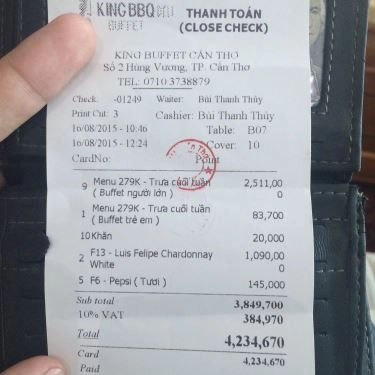 KING BBQ
BUFFET
THANH TOÁN
(CLOSE CHECK)
KING BUFFET CẦN THƠ
Số 2 Hùng Vương, TP. Cần Thơ
TEL: 0710 3738879
Check: -01249 Waiter: Bùi Thanh Thủy
Print Cut: 3 Cashier: Bùi Thanh Thủy
16/08/2015 - 10:46 Table: B07
16/08/2015 - 12:24 Cover: 10
CardNo: Point
9 Menu 279K - Trưa cuối tuần 2,511,00
( Buffet người lớn ) 0
1 Menu 279K - Trưa cuối tuần 83,700
( Buffet trẻ em )
10 Khăn 20,000
2 F13 - Luis Felipe Chardonnay 1,090,00
White 0
5 F6 - Pepsi ( Tươi ) 145,000
Sub total 3,849,700
10% VAT 384,970
Total 4,234,670
Card 4,234,670
Paid